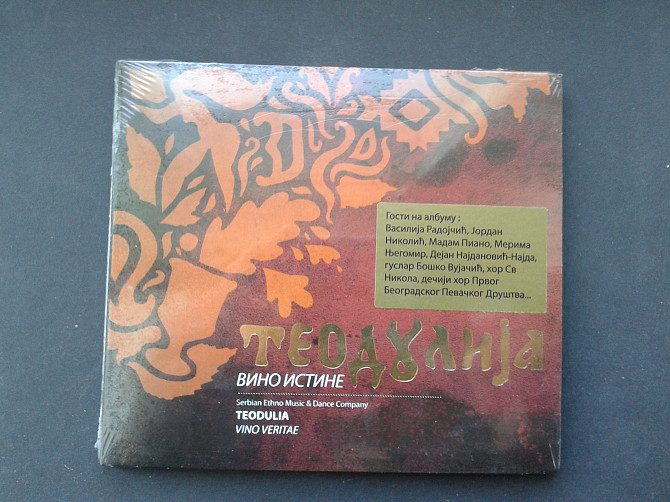 Гости на албуму :
Василија Радојчић, Јордан
Николић, Мадам Пиано, Мерима
Његомир, Дејан Најдановић-Најда,
гуслар Бошко Вујачић, хор Св
Никола, дечији хор Првог
Београдског Певачког Друштва...
теодулија
ВИНО ИСТИНЕ
Serbian Ethno Music & Dance Company
TEODULIA
VINO VERITAE